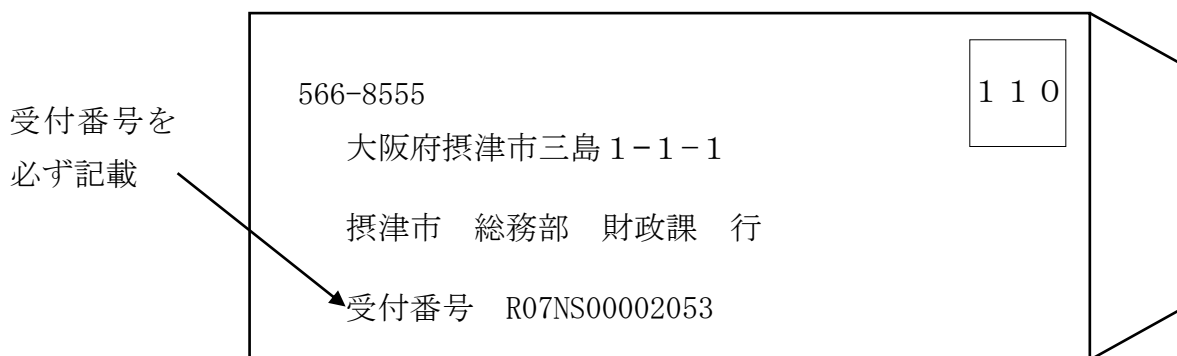 受付番号を
必ず記載
566-8555
１１０
大阪府摂津市三島１−１−１
摂津市　総務部　財政課　行
受付番号　R07NS00002053